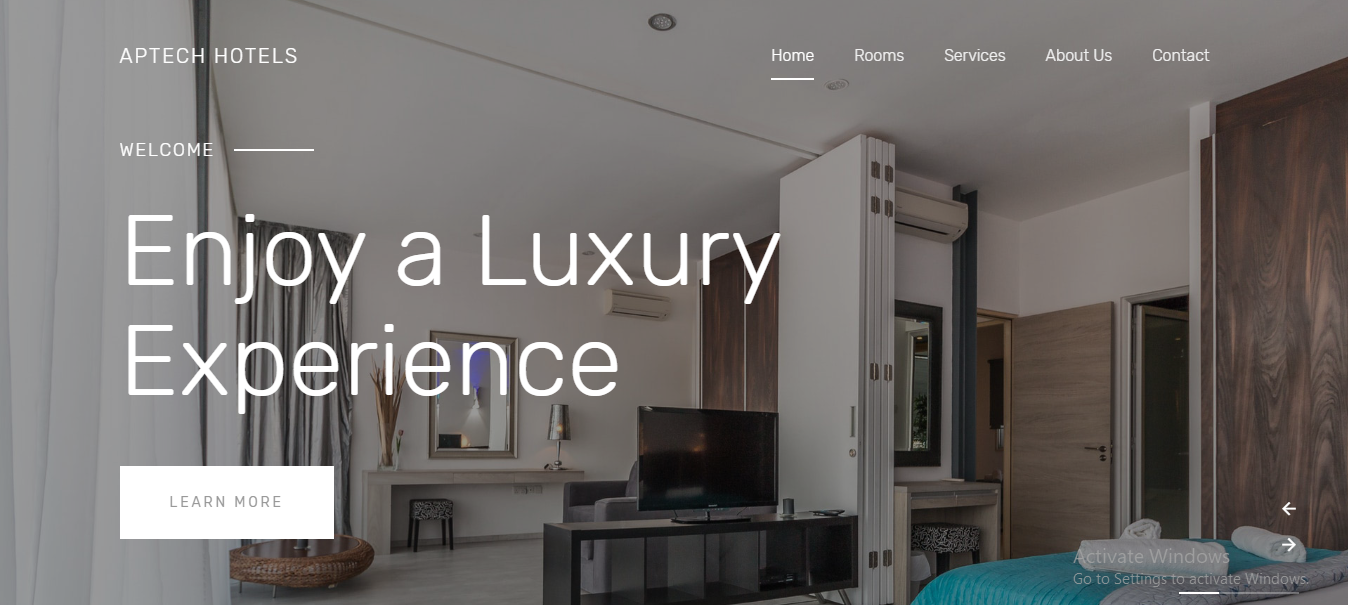 APTECH HOTELS
Home Rooms Services About Us Contact
WELCOME
Enjoy a Luxury
Experience
LEARN MORE
Activate Windows
Go to Settings to activate Windows.